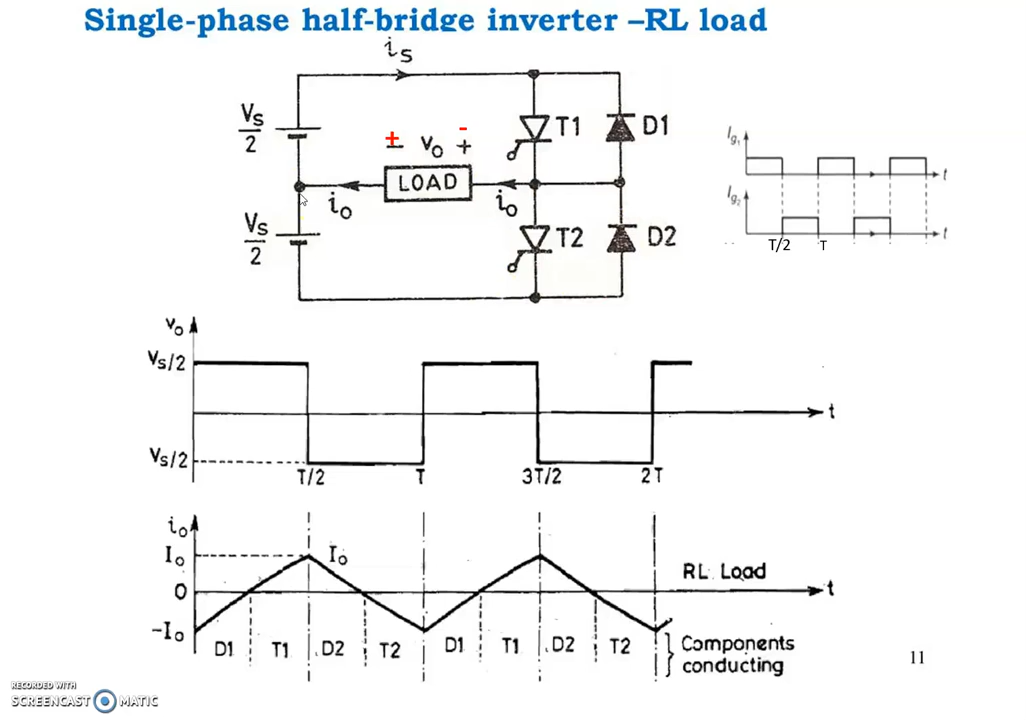 Single-phase half-bridge inverter –RL load
is
Vs/2
+ -
– vo +
T1
D1
LOAD
io
io
Vs/2
T2
D2
Ig1
t
Ig2
t
T/2 T
vo
Vs/2
t
Vs/2
T/2 T 3T/2 2T
io
Io
Io
RL Load
0
t
-Io
D1 T1 D2 T2 D1 T1 D2 T2
Components
conducting
11
RECORDED WITH
SCREENCAST MATIC